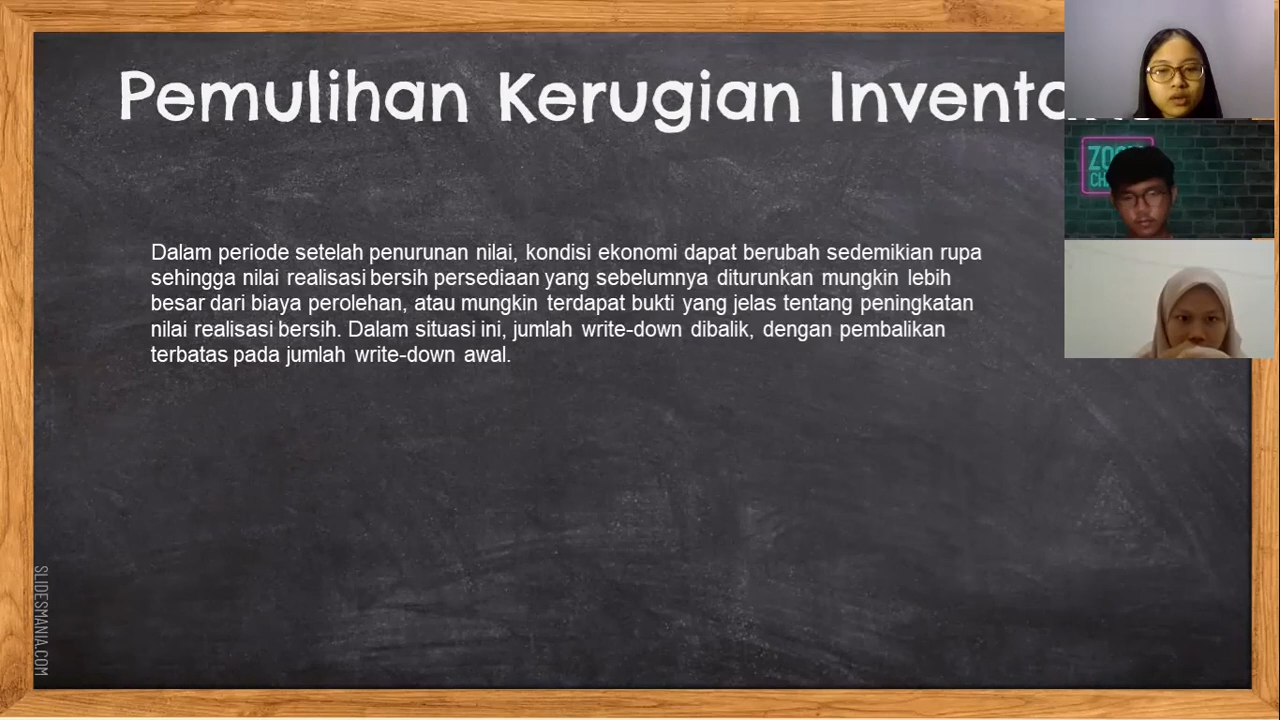 Pemulihan Kerugian
Dalam periode setelah penurunan nilai, kondisi ekonomi dapat berubah sedemikian rupa
sehingga nilai realisasi bersih persediaan yang sebelumnya diturunkan mungkin lebih
besar dari biaya perolehan, atau mungkin terdapat bukti yang jelas tentang peningkatan
nilai realisasi bersih. Dalam situasi ini, jumlah write-down dibalik, dengan pembalikan
terbatas pada jumlah write-down awal.
SLIDESMANIA.COM